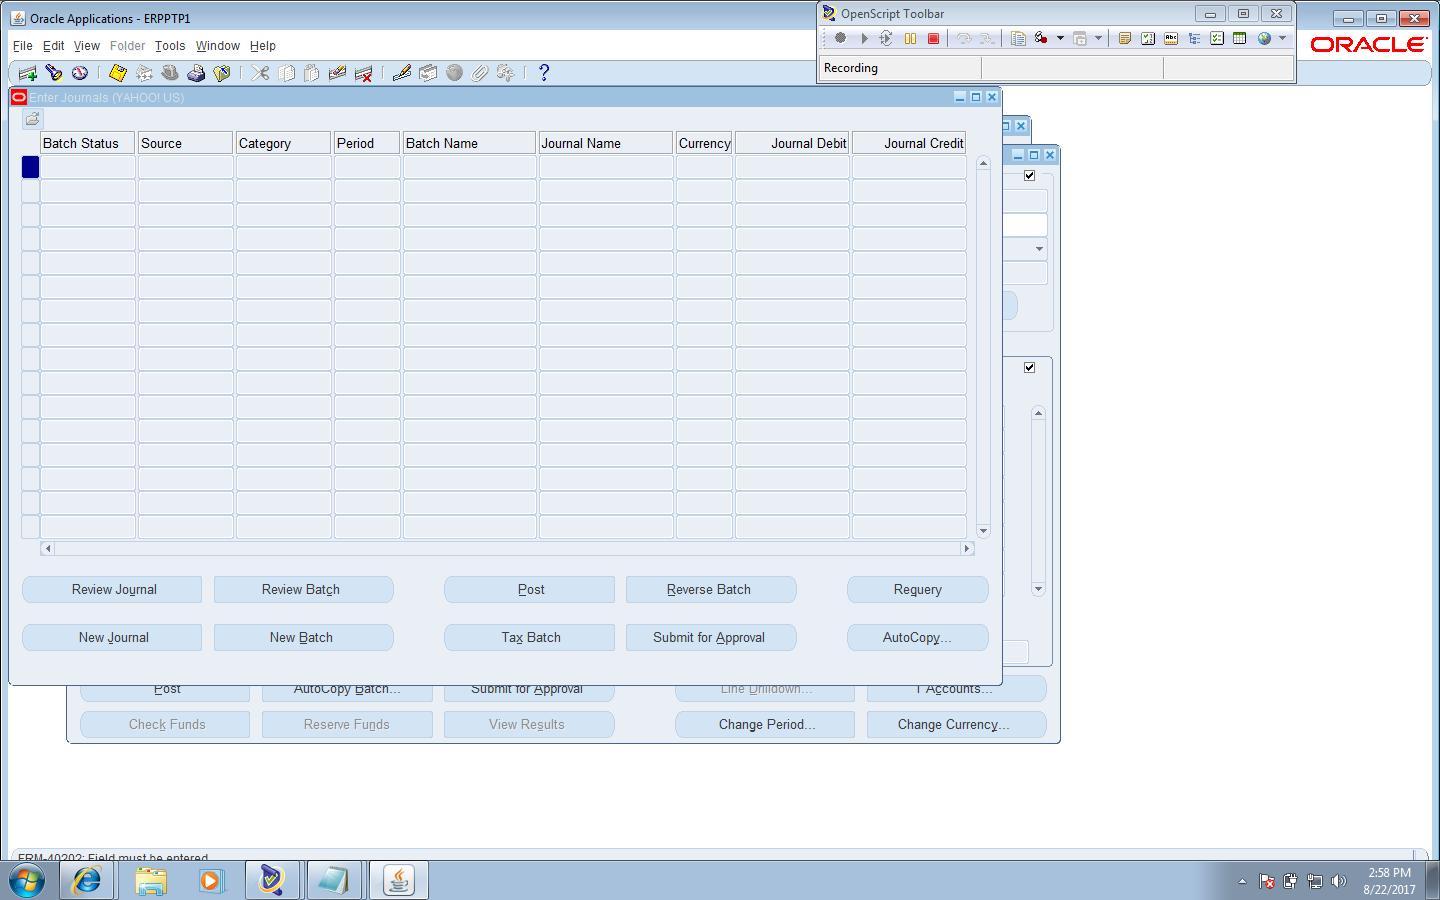 Oracle Applications - ERPPTP1
OpenScript Toolbar
File Edit View Folder Tools Window Help
ORACLE
Recording
Enter Journals (YAHOO! US)
Batch Status Source Category Period Batch Name Journal Name Currency Journal Debit Journal Credit
Review Journal Review Batch Post Reverse Batch Requery
New Journal New Batch Tax Batch Submit for Approval AutoCopy...
Post AutoCopy Batch... Submit for Approval Line Drilldown... T Accounts...
Check Funds Reserve Funds View Results Change Period... Change Currency...
FRM-40202: Field must be entered
2:58 PM
8/22/2017